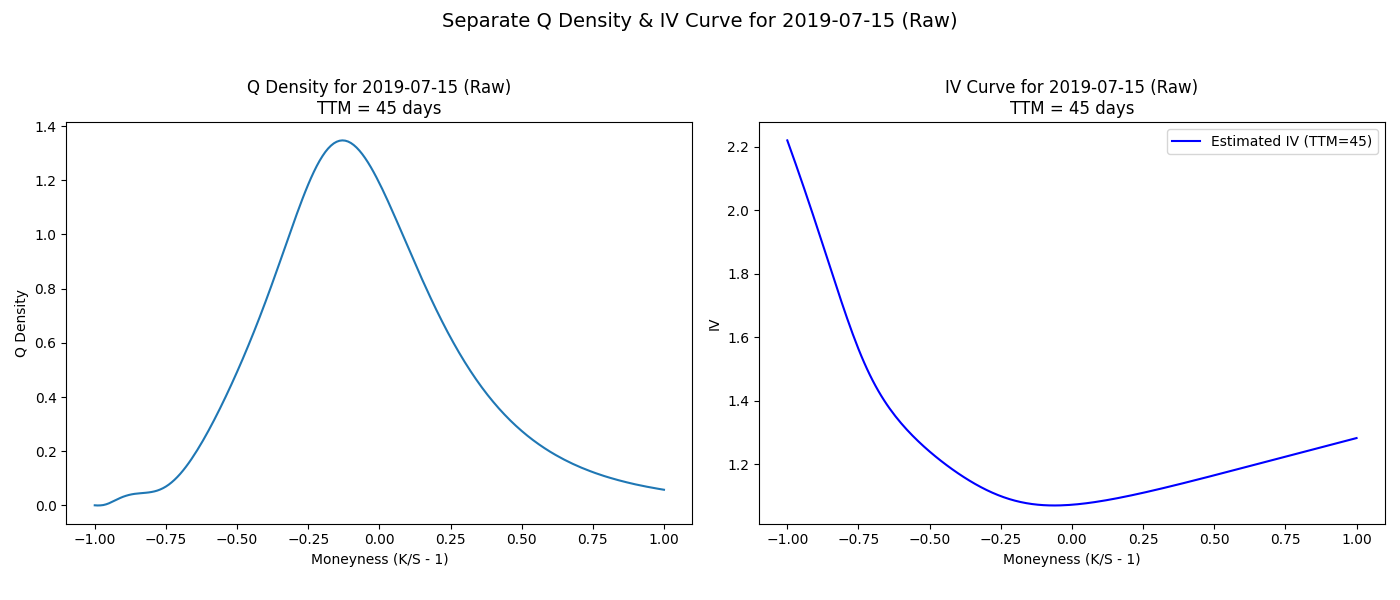 Separate Q Density & IV Curve for 2019-07-15 (Raw)
Q Density for 2019-07-15 (Raw)
TTM = 45 days
1.4
1.2
1.0
0.8
0.6
0.4
0.2
0.0
Q Density
−1.00 −0.75 −0.50 −0.25 0.00 0.25 0.50 0.75 1.00
Moneyness (K/S - 1)
IV Curve for 2019-07-15 (Raw)
TTM = 45 days
Estimated IV (TTM=45)
2.2
2.0
1.8
1.6
1.4
1.2
IV
−1.00 −0.75 −0.50 −0.25 0.00 0.25 0.50 0.75 1.00
Moneyness (K/S - 1)